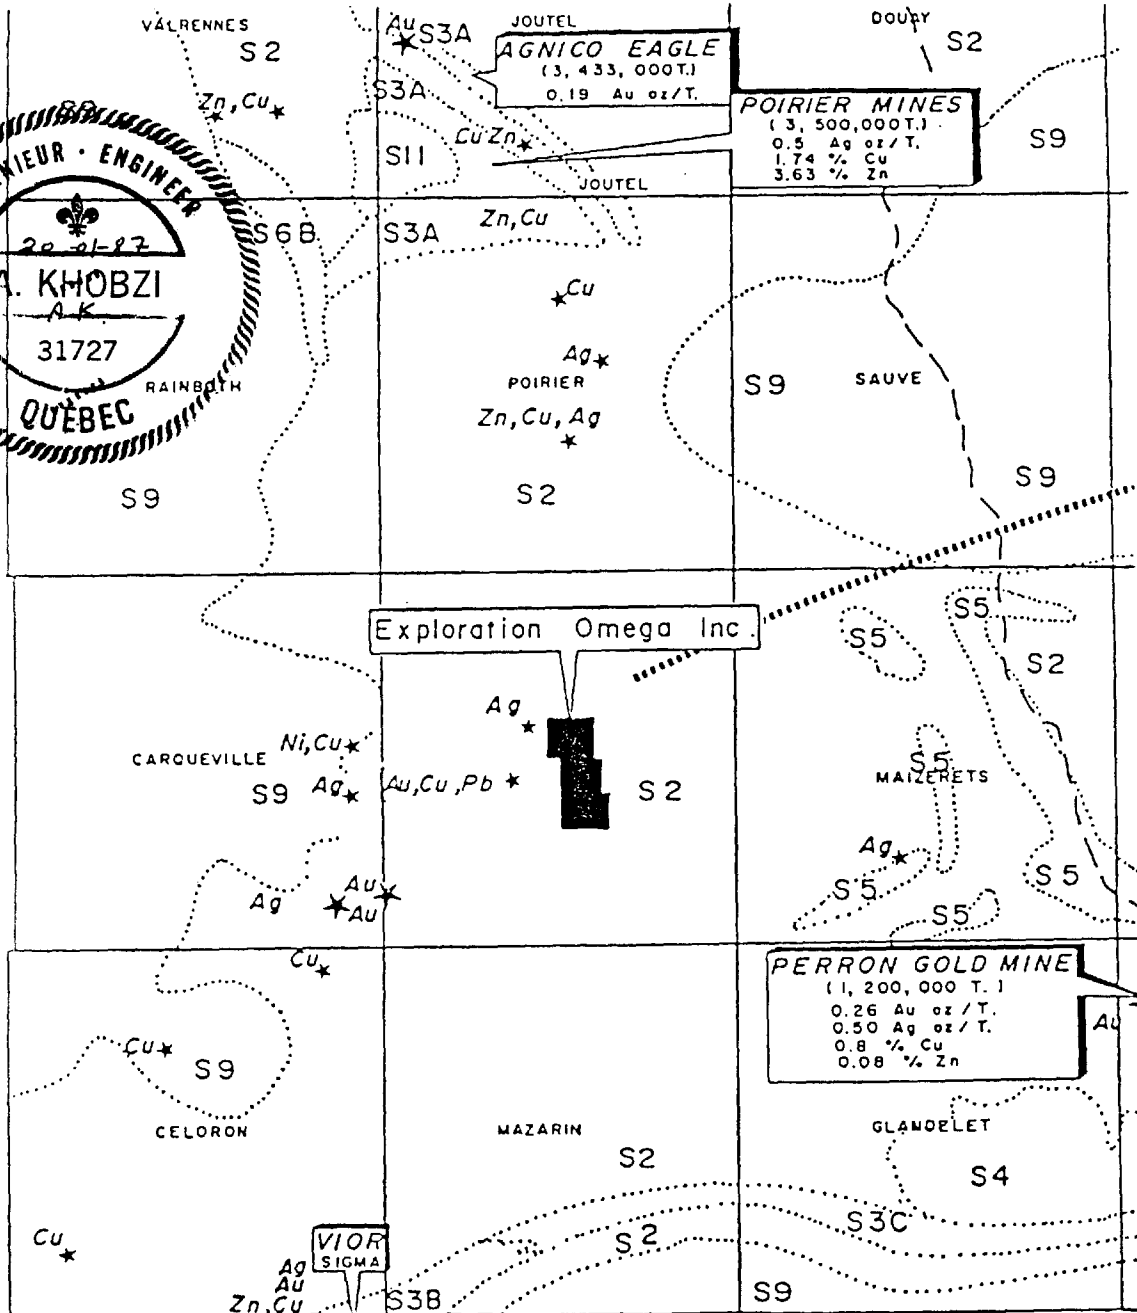 VALRENNES
S2
Au
S3A
JOUTEL
DOUAY
S2
AGNICO EAGLE
(3,433,000T.)
0.19 Au oz/T.
POIRIER MINES
(3,500,000T.)
0.5 Ag oz/T.
1.74 % Cu
3.63 % Zn
Zn,Cu
S3A
Cu Zn
S11
S9
JOUTEL
ENGINEER
20-01-87
A. KHOBZI
A.K.
31727
QUÉBEC
S6B
S3A
Zn,Cu
Cu
Ag
RAINBOTH
POIRIER
S9
SAUVE
Zn,Cu,Ag
S9
S2
S9
Exploration Omega Inc.
S5
S5
S2
Ag
Ni,Cu
CARQUEVILLE
S9
Ag
Au,Cu,Pb
S2
S5
MAIZERETS
Ag
Au
Ag
Au
S5
S5
S5
Cu
PERRON GOLD MINE
(1,200,000 T.)
0.26 Au oz/T.
0.50 Ag oz/T.
0.8 % Cu
0.08 % Zn
Au
Cu
S9
CELORON
MAZARIN
GLANDELET
S2
S4
S3C
Cu
VIOR
SIGMA
S2
Ag
Au
Zn,Cu
S3B
S9